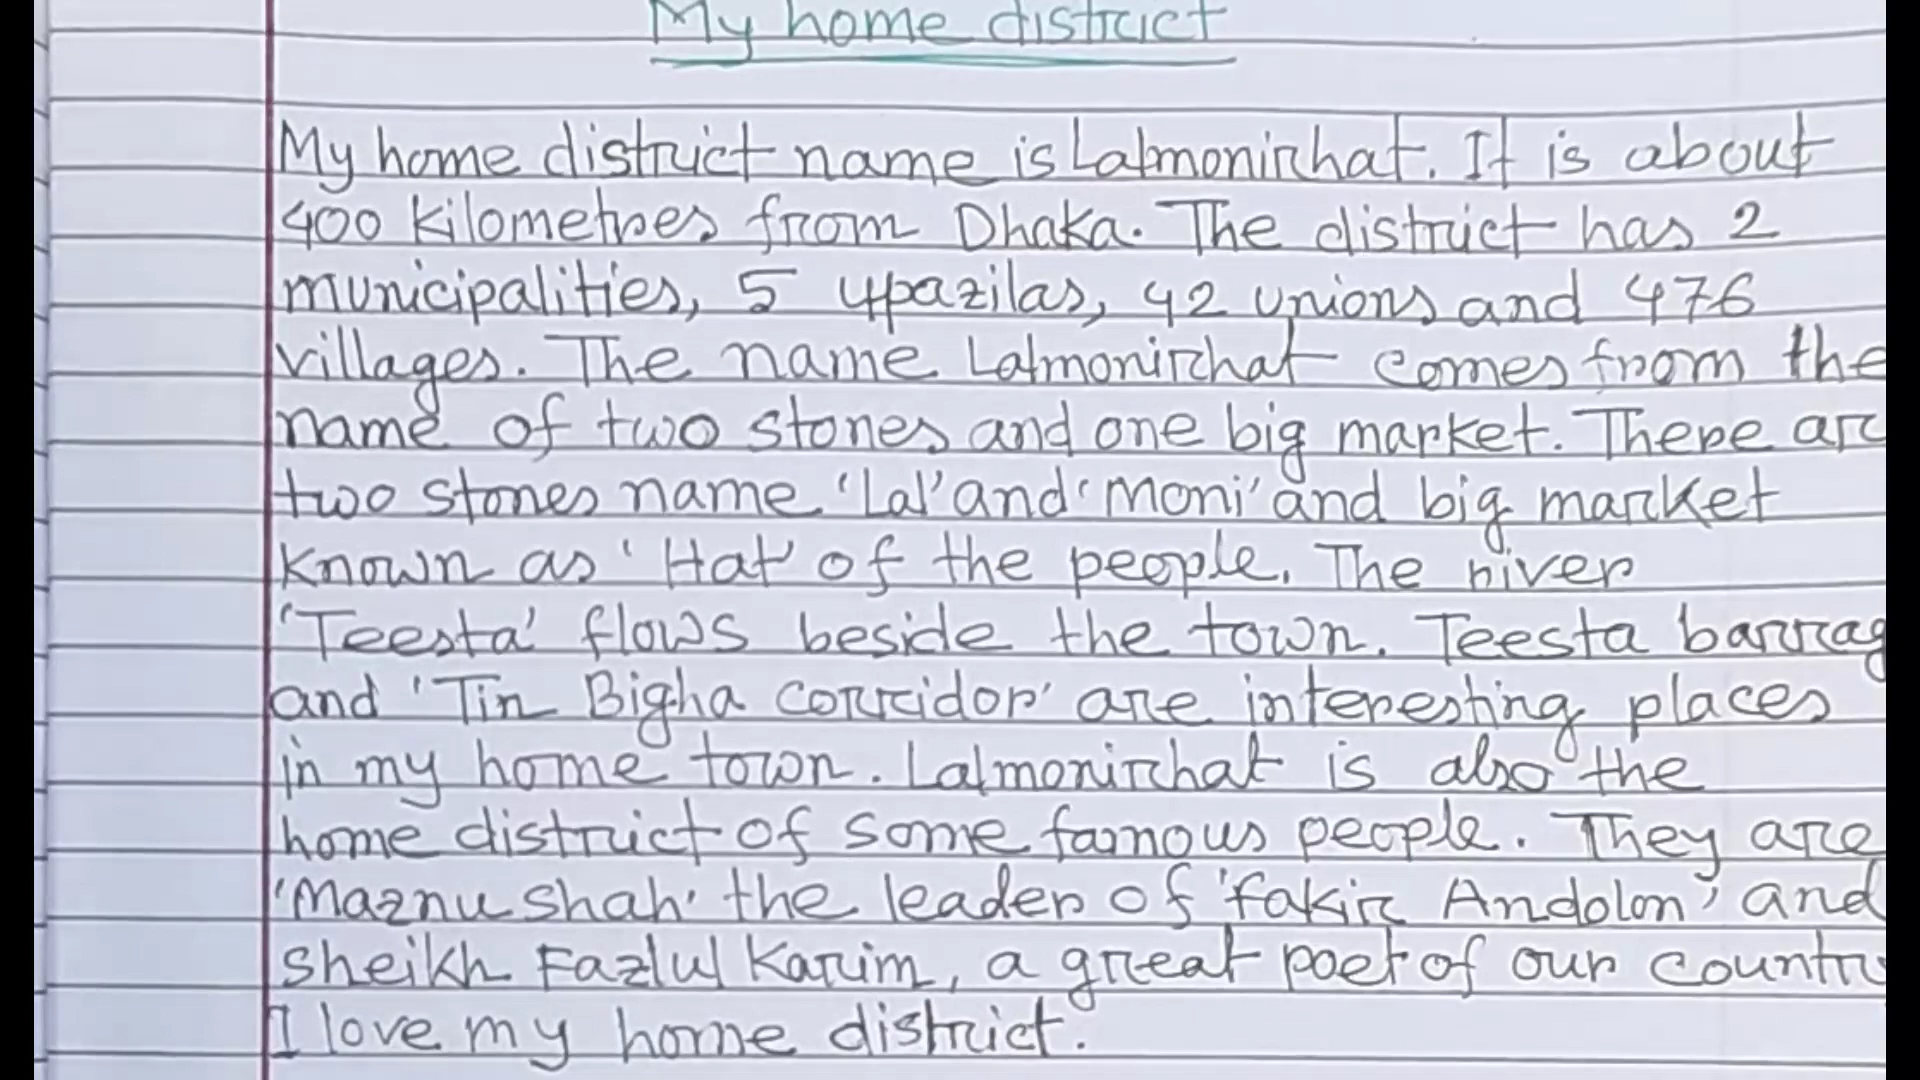 My home district
My home district name is Lalmonirhat. It is about
400 kilometres from Dhaka. The district has 2
municipalities, 5 upazilas, 42 unions and 476
villages. The name Lalmonirhat comes from the
name of two stones and one big market. There are
two stones name 'Lal' and 'Moni' and big market
known as 'Hat' of the people. The river
'Teesta' flows beside the town. Teesta barrag
and 'Tin Bigha corridor' are interesting places
in my home town. Lalmonirhat is also the
home district of some famous people. They are
'Maznu shah' the leader of 'fakir Andolon' and
sheikh Fazlul Karim, a great poet of our countr
I love my home district.